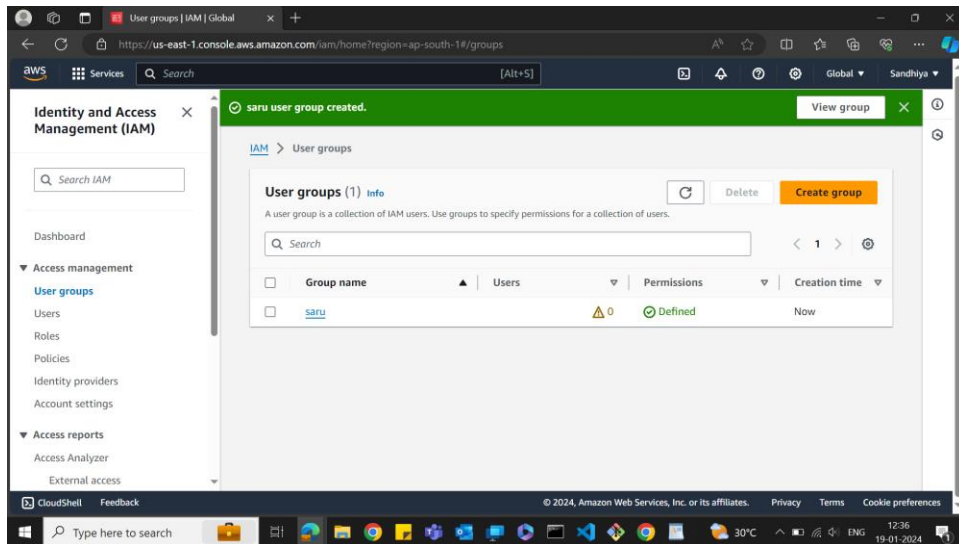 User groups | IAM | Global
https://us-east-1.console.aws.amazon.com/iam/home?region=ap-south-1#/groups
aws Services Search [Alt+S] Global Sandhiya
Identity and Access Management (IAM)
Search IAM
Dashboard
Access management
User groups
Users
Roles
Policies
Identity providers
Account settings
Access reports
Access Analyzer
External access
saru user group created. View group
IAM > User groups
User groups (1) Info Delete Create group
A user group is a collection of IAM users. Use groups to specify permissions for a collection of users.
Search 1
Group name Users Permissions Creation time
saru 0 Defined Now
CloudShell Feedback © 2024, Amazon Web Services, Inc. or its affiliates. Privacy Terms Cookie preferences
Type here to search 30°C ENG 12:36
19-01-2024